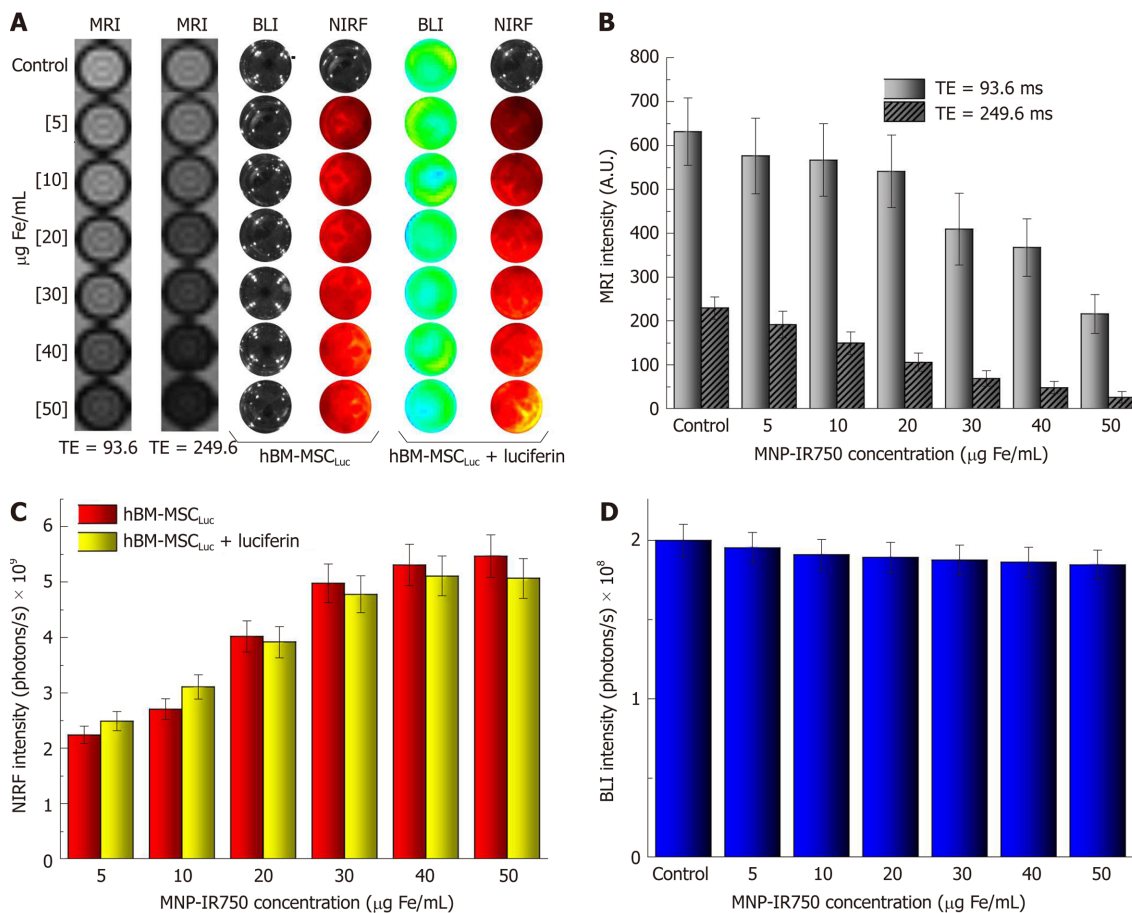 A
MRI MRI BLI NIRF BLI NIRF
Control
[5]
[10]
[20]
[30]
[40]
[50]
µg Fe/mL
TE = 93.6 TE = 249.6
hBM-MSCLuc hBM-MSCLuc + luciferin
B
TE = 93.6 ms
TE = 249.6 ms
800
700
600
500
400
300
200
100
0
MRI intensity (A.U.)
Control 5 10 20 30 40 50
MNP-IR750 concentration (µg Fe/mL)
C
hBM-MSCLuc
hBM-MSCLuc + luciferin
6
5
4
3
2
1
0
NIRF intensity (photons/s) × 10⁹
5 10 20 30 40 50
MNP-IR750 concentration (µg Fe/mL)
D
2
1
0
BLI intensity (photons/s) × 10⁸
Control 5 10 20 30 40 50
MNP-IR750 concentration (µg Fe/mL)